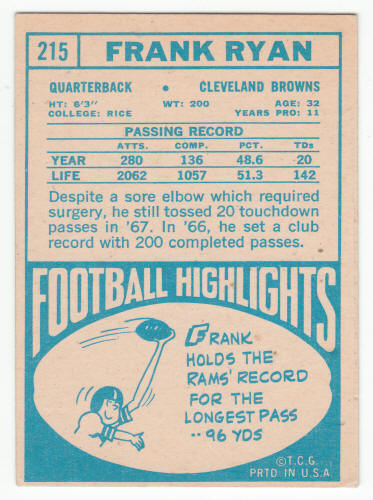 215 FRANK RYAN
QUARTERBACK • CLEVELAND BROWNS
HT: 6'3" WT: 200 AGE: 32
COLLEGE: RICE YEARS PRO: 11
PASSING RECORD
ATTS. COMP. PCT. TDs
YEAR 280 136 48.6 20
LIFE 2062 1057 51.3 142
Despite a sore elbow which required
surgery, he still tossed 20 touchdown
passes in '67. In '66, he set a club
record with 200 completed passes.
FOOTBALL HIGHLIGHTS
FRANK
HOLDS THE
RAMS' RECORD
FOR THE
LONGEST PASS
.. 96 YDS
©T.C.G.
PRTD. IN U.S.A.